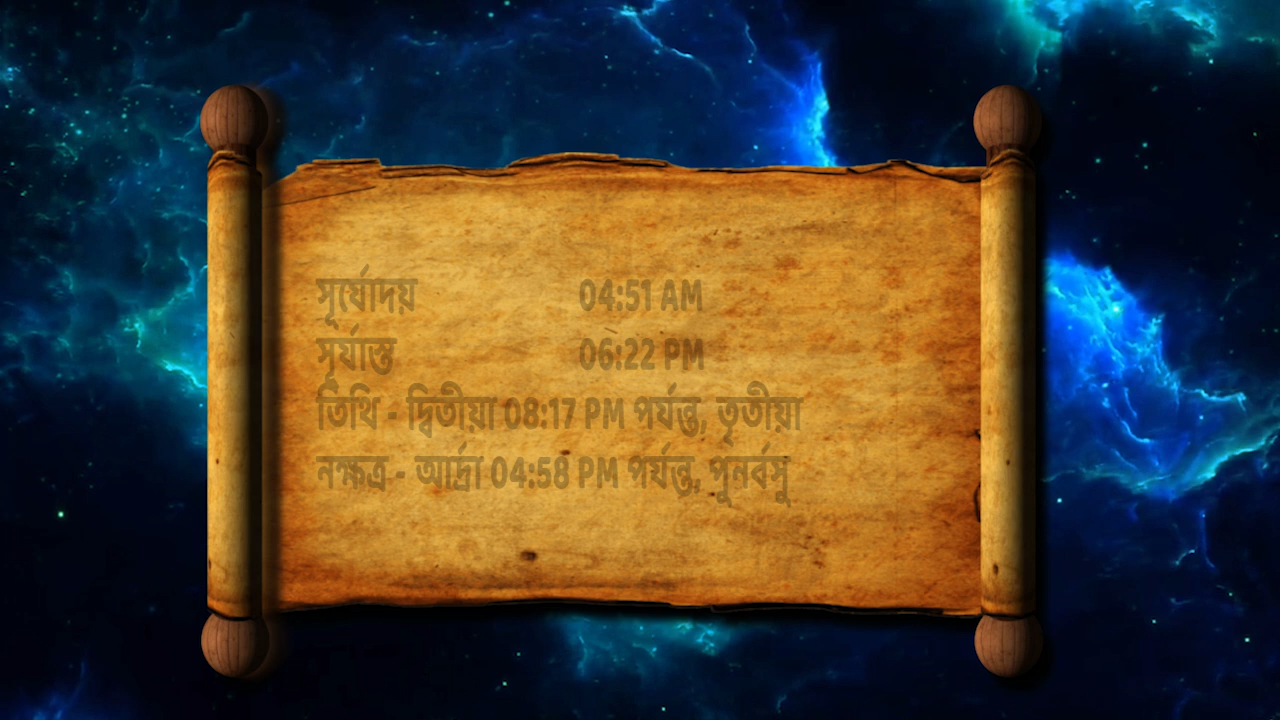 সূর্যোদয় 04:51 AM
সূর্যাস্ত 06:22 PM
তিথি - দ্বিতীয়া 08:17 PM পর্যন্ত, তৃতীয়া
নক্ষত্র - আর্দ্রা 04:58 PM পর্যন্ত, পুনর্বসু